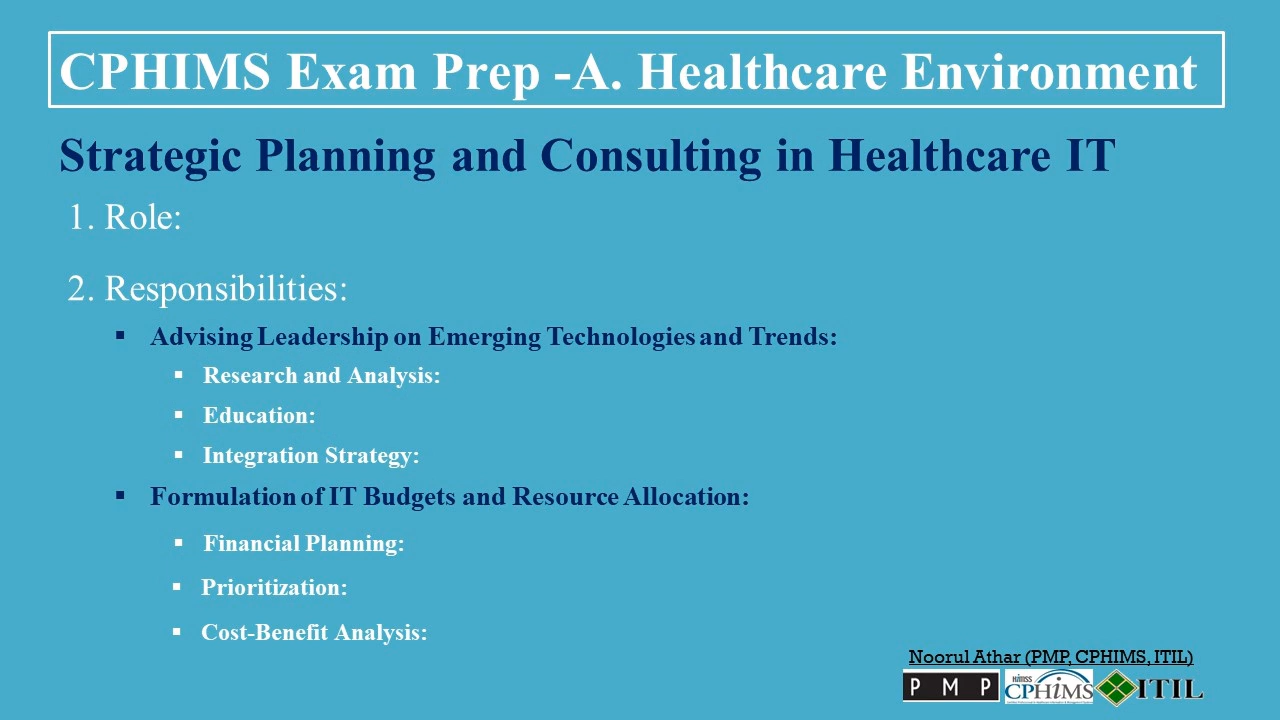 CPHIMS Exam Prep -A. Healthcare Environment
Strategic Planning and Consulting in Healthcare IT
1. Role:
2. Responsibilities:
▪ Advising Leadership on Emerging Technologies and Trends:
▪ Research and Analysis:
▪ Education:
▪ Integration Strategy:
▪ Formulation of IT Budgets and Resource Allocation:
▪ Financial Planning:
▪ Prioritization:
▪ Cost-Benefit Analysis:
Noorul Athar (PMP, CPHIMS, ITIL)
PMP
HIMSS
CPHiMS
ITIL